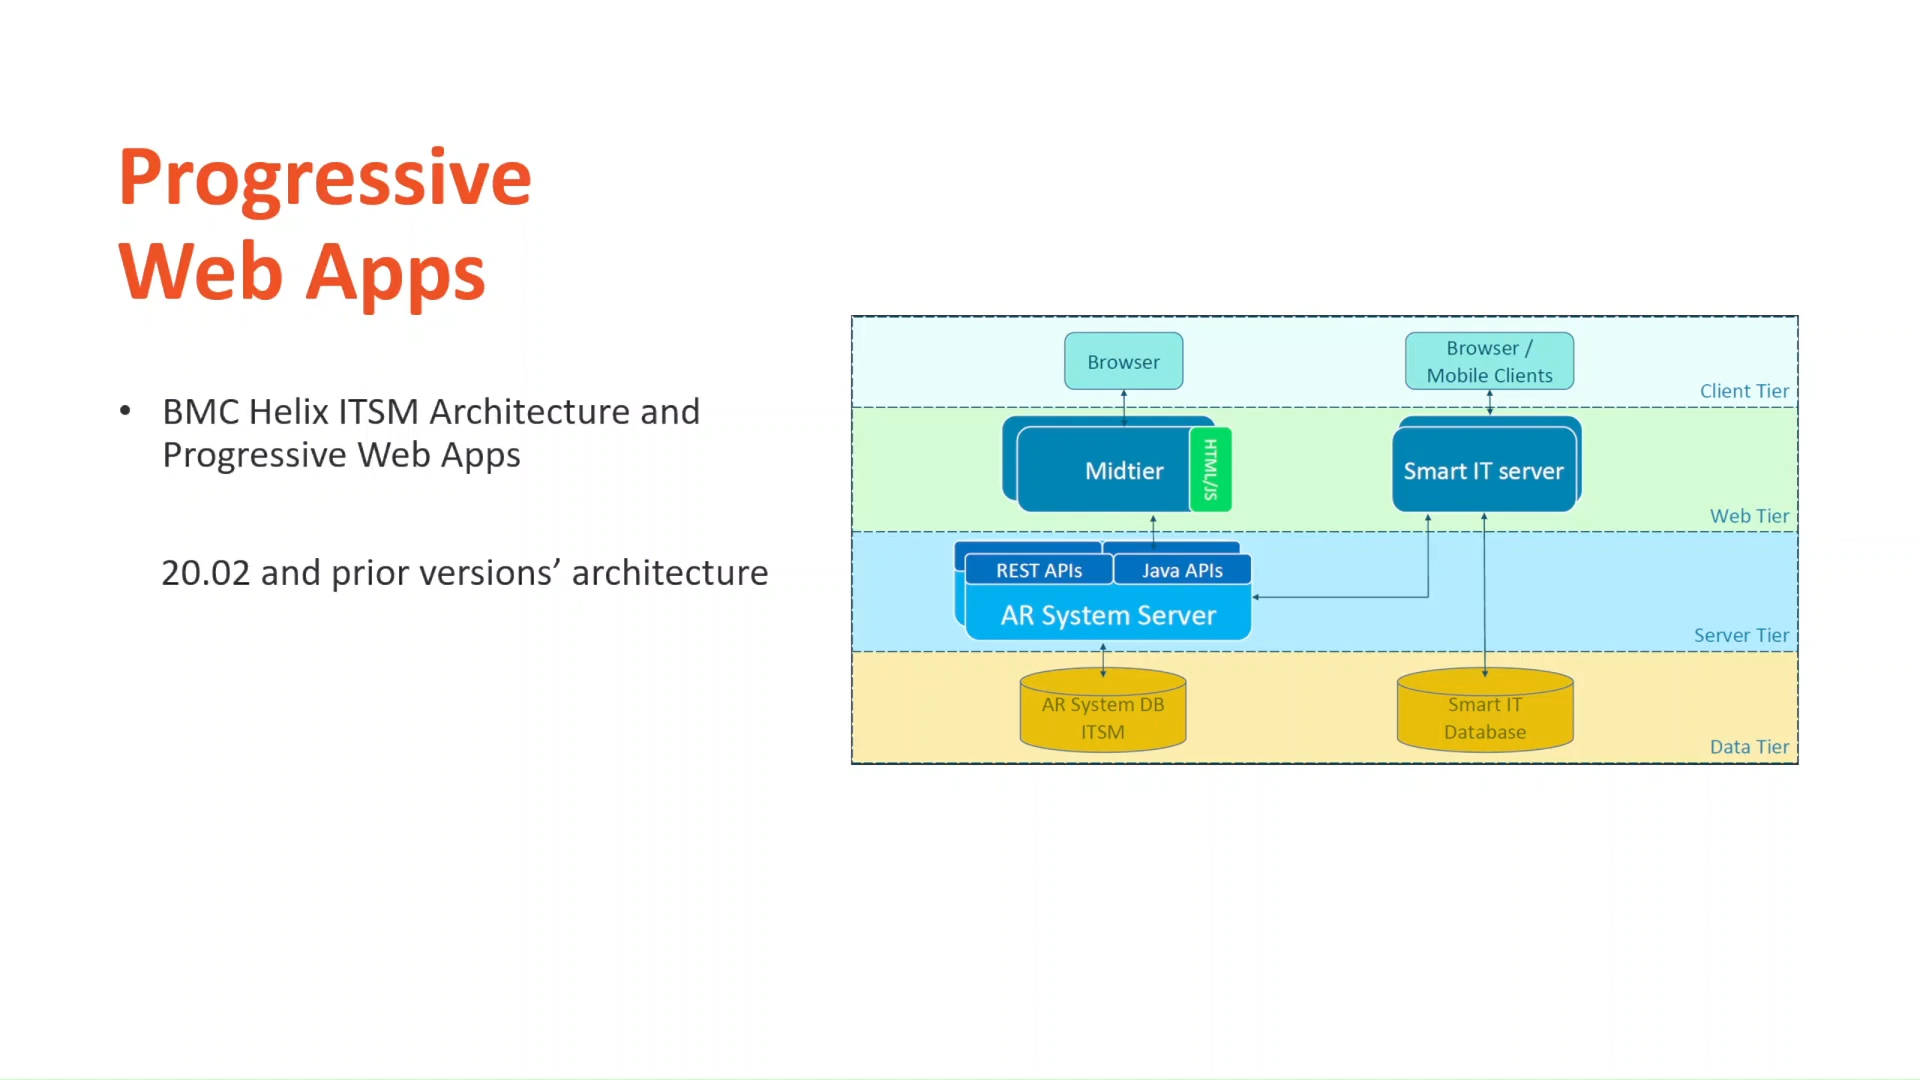 Progressive
Web Apps
• BMC Helix ITSM Architecture and
Progressive Web Apps
20.02 and prior versions’ architecture
Browser
Browser /
Mobile Clients
Client Tier
Midtier
HTML/JS
Smart IT server
Web Tier
REST APIs
Java APIs
AR System Server
Server Tier
AR System DB
ITSM
Smart IT
Database
Data Tier